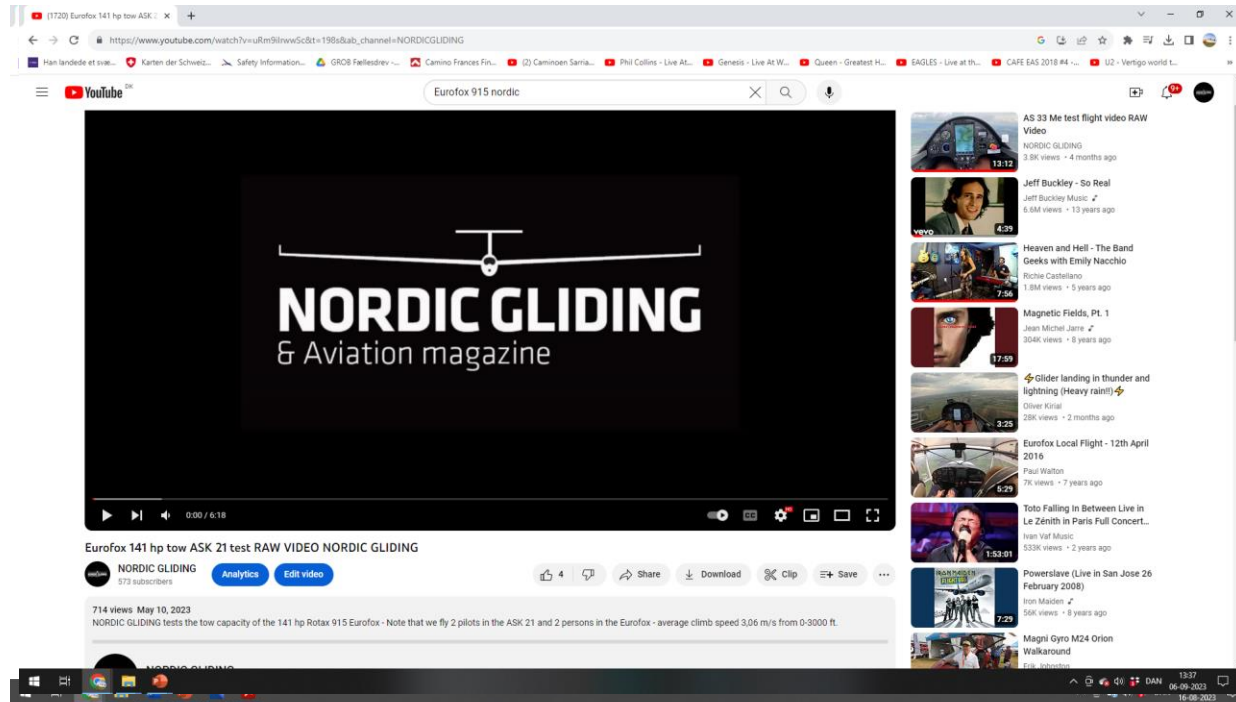 (1720) Eurofox 141 hp tow ASK 2
https://www.youtube.com/watch?v=uRm9iIrwwSc&t=198s&ab_channel=NORDICGLIDING
Han landede et svæ...
Karten der Schweiz...
Safety Information...
GROB Fællesdrev -...
Camino Frances Fin...
(2) Caminoen Sarria...
Phil Collins - Live At...
Genesis - Live At W...
Queen - Greatest H...
EAGLES - Live at th...
CAFE EAS 2018 #4 -...
U2 - Vertigo world t...
YouTube DK
Eurofox 915 nordic
9+
NORDIC GLIDING
& Aviation magazine
0:00 / 6:18
Eurofox 141 hp tow ASK 21 test RAW VIDEO NORDIC GLIDING
NORDIC GLIDING
573 subscribers
Analytics
Edit video
4
Share
Download
Clip
Save
714 views May 10, 2023
NORDIC GLIDING tests the tow capacity of the 141 hp Rotax 915 Eurofox - Note that we fly 2 pilots in the ASK 21 and 2 persons in the Eurofox - average climb speed 3,06 m/s from 0-3000 ft.
NORDIC GLIDING
13:12
AS 33 Me test flight video RAW
Video
NORDIC GLIDING
3.8K views • 4 months ago
vevo
4:39
Jeff Buckley - So Real
Jeff Buckley Music
6.6M views • 13 years ago
7:56
Heaven and Hell - The Band
Geeks with Emily Nacchio
Richie Castellano
1.8M views • 5 years ago
17:59
Magnetic Fields, Pt. 1
Jean Michel Jarre
304K views • 8 years ago
3:25
⚡Glider landing in thunder and
lightning (Heavy rain!!)⚡
Oliver Kirial
28K views • 2 months ago
5:29
Eurofox Local Flight - 12th April
2016
Paul Walton
7K views • 7 years ago
1:53:01
Toto Falling In Between Live in
Le Zénith in Paris Full Concert...
Ivan Vaf Music
533K views • 2 years ago
IRON MAIDEN
7:29
Powerslave (Live in San Jose 26
February 2008)
Iron Maiden
56K views • 8 years ago
Magni Gyro M24 Orion
Walkaround
Erik Johnston
DAN
13:37
06-09-2023
16-08-2023